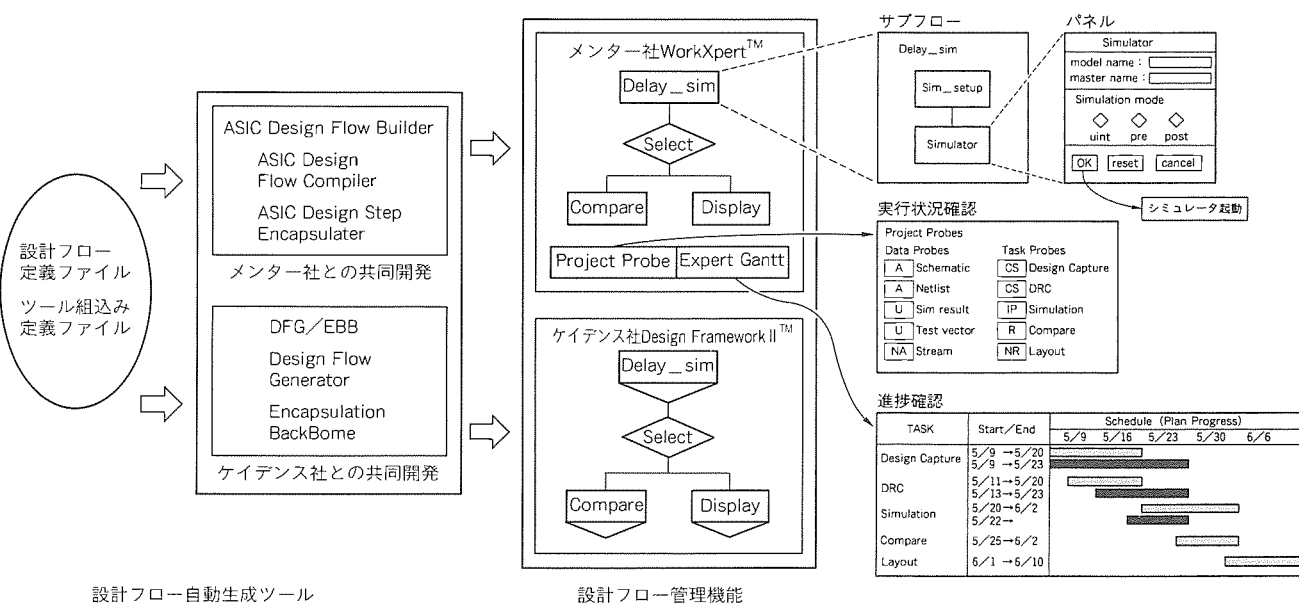 設計フロー
定義ファイル
ツール組込み
定義ファイル
ASIC Design Flow Builder
ASIC Design
Flow Compiler
ASIC Design Step
Encapsulater
メンター社との共同開発
DFG／EBB
Design Flow
Generator
Encapsulation
BackBome
ケイデンス社との共同開発
設計フロー自動生成ツール
メンター社WorkXpert™
Delay＿sim
Select
Compare
Display
Project Probe
Expert Gantt
ケイデンス社Design FrameworkⅡ™
Delay＿sim
Select
Compare
Display
設計フロー管理機能
サブフロー
Delay＿sim
Sim＿setup
Simulator
パネル
Simulator
model name：
master name：
Simulation mode
uint pre post
OK reset cancel
シミュレータ起動
実行状況確認
Project Probes
Data Probes Task Probes
A Schematic CS Design Capture
A Netlist CS DRC
U Sim result IP Simulation
U Test vector R Compare
NA Stream NR Layout
進捗確認
TASK Start／End Schedule (Plan Progress)
5／9 5／16 5／23 5／30 6／6
Design Capture 5／9 →5／20
5／9 →5／23
DRC 5／11→5／20
5／13→5／23
Simulation 5／20→6／2
5／22→
Compare 5／25→6／2
Layout 6／1 →6／10